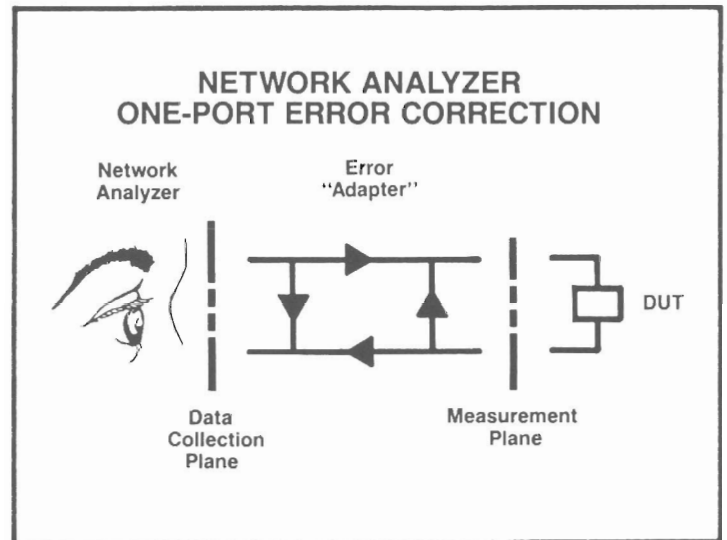 NETWORK ANALYZER
ONE-PORT ERROR CORRECTION
Network
Analyzer
Error
"Adapter"
DUT
Data
Collection
Plane
Measurement
Plane